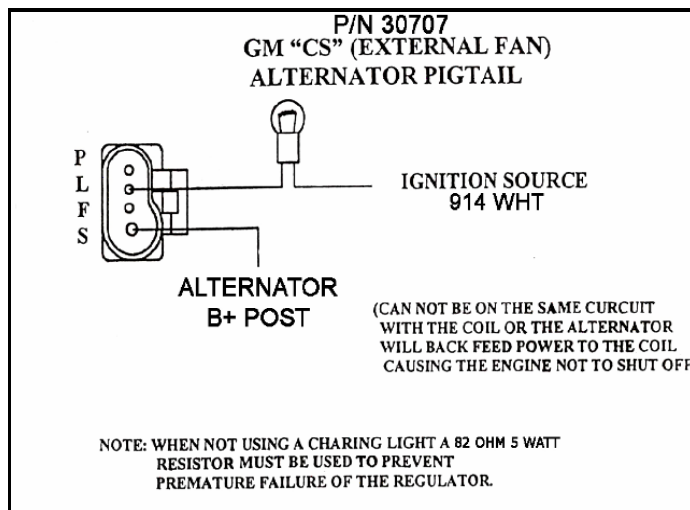 P/N 30707
GM "CS" (EXTERNAL FAN)
ALTERNATOR PIGTAIL
P
L
F
S
IGNITION SOURCE
914 WHT
ALTERNATOR
B+ POST
(CAN NOT BE ON THE SAME CURCUIT
WITH THE COIL OR THE ALTERNATOR
WILL BACK FEED POWER TO THE COIL
CAUSING THE ENGINE NOT TO SHUT OFF
NOTE: WHEN NOT USING A CHARING LIGHT A 82 OHM 5 WATT
RESISTOR MUST BE USED TO PREVENT
PREMATURE FAILURE OF THE REGULATOR.